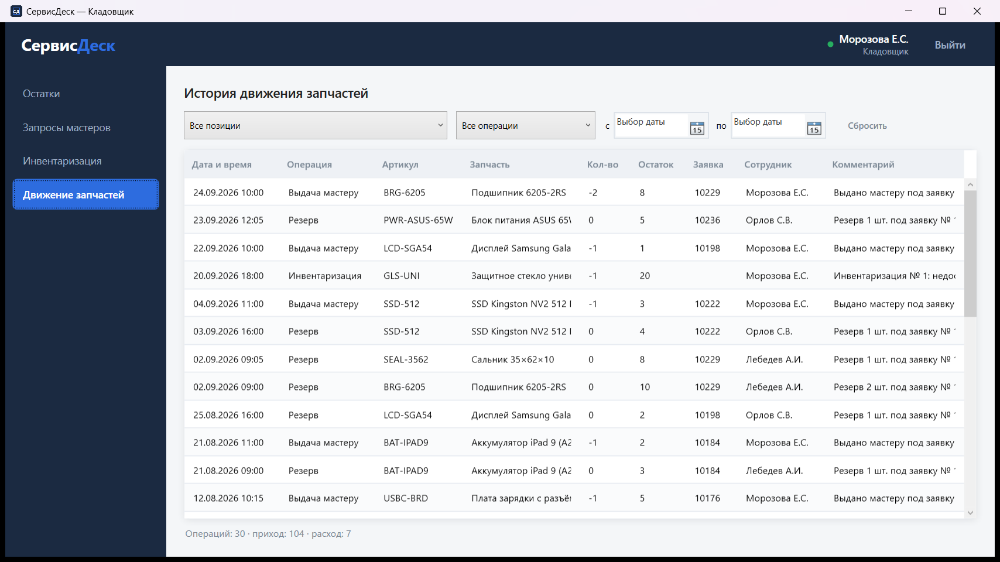 СД СервисДеск — Кладовщик
СервисДеск
Морозова Е.С.
Кладовщик
Выйти
Остатки
Запросы мастеров
Инвентаризация
Движение запчастей
История движения запчастей
Все позиции Все операции с Выбор даты 15 по Выбор даты 15 Сбросить
Дата и время Операция Артикул Запчасть Кол-во Остаток Заявка Сотрудник Комментарий
24.09.2026 10:00 Выдача мастеру BRG-6205 Подшипник 6205-2RS -2 8 10229 Морозова Е.С. Выдано мастеру под заявку
23.09.2026 12:05 Резерв PWR-ASUS-65W Блок питания ASUS 65 0 5 10236 Орлов С.В. Резерв 1 шт. под заявку №
22.09.2026 10:00 Выдача мастеру LCD-SGA54 Дисплей Samsung Gala -1 1 10198 Морозова Е.С. Выдано мастеру под заявку
20.09.2026 18:00 Инвентаризация GLS-UNI Защитное стекло униве -1 20 Морозова Е.С. Инвентаризация № 1: недос
04.09.2026 11:00 Выдача мастеру SSD-512 SSD Kingston NV2 512 -1 3 10222 Морозова Е.С. Выдано мастеру под заявку
03.09.2026 16:00 Резерв SSD-512 SSD Kingston NV2 512 0 4 10222 Орлов С.В. Резерв 1 шт. под заявку №
02.09.2026 09:05 Резерв SEAL-3562 Сальник 35×62×10 0 8 10229 Лебедев А.И. Резерв 1 шт. под заявку №
02.09.2026 09:00 Резерв BRG-6205 Подшипник 6205-2RS 0 10 10229 Лебедев А.И. Резерв 2 шт. под заявку №
25.08.2026 16:00 Резерв LCD-SGA54 Дисплей Samsung Gala 0 2 10198 Орлов С.В. Резерв 1 шт. под заявку №
21.08.2026 11:00 Выдача мастеру BAT-IPAD9 Аккумулятор iPad 9 (A2 -1 2 10184 Морозова Е.С. Выдано мастеру под заявку
21.08.2026 09:00 Резерв BAT-IPAD9 Аккумулятор iPad 9 (A2 0 3 10184 Лебедев А.И. Резерв 1 шт. под заявку №
12.08.2026 10:15 Выдача мастеру USBC-BRD Плата зарядки с разъё -1 5 10176 Морозова Е.С. Выдано мастеру под заявку
Операций: 30 · приход: 104 · расход: 7